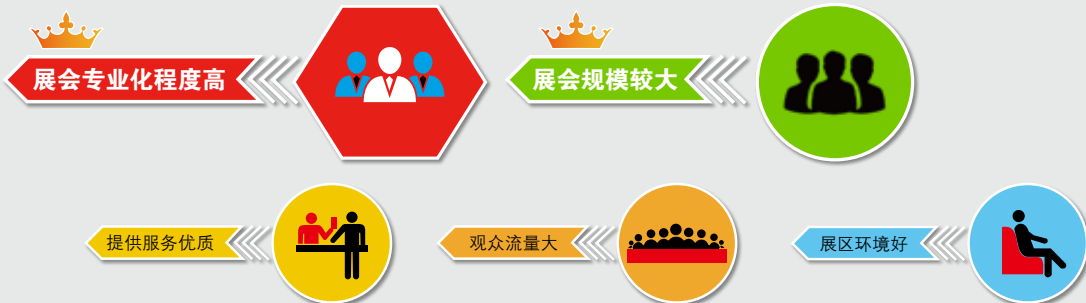 展会专业化程度高
展会规模较大
提供服务优质
观众流量大
展区环境好